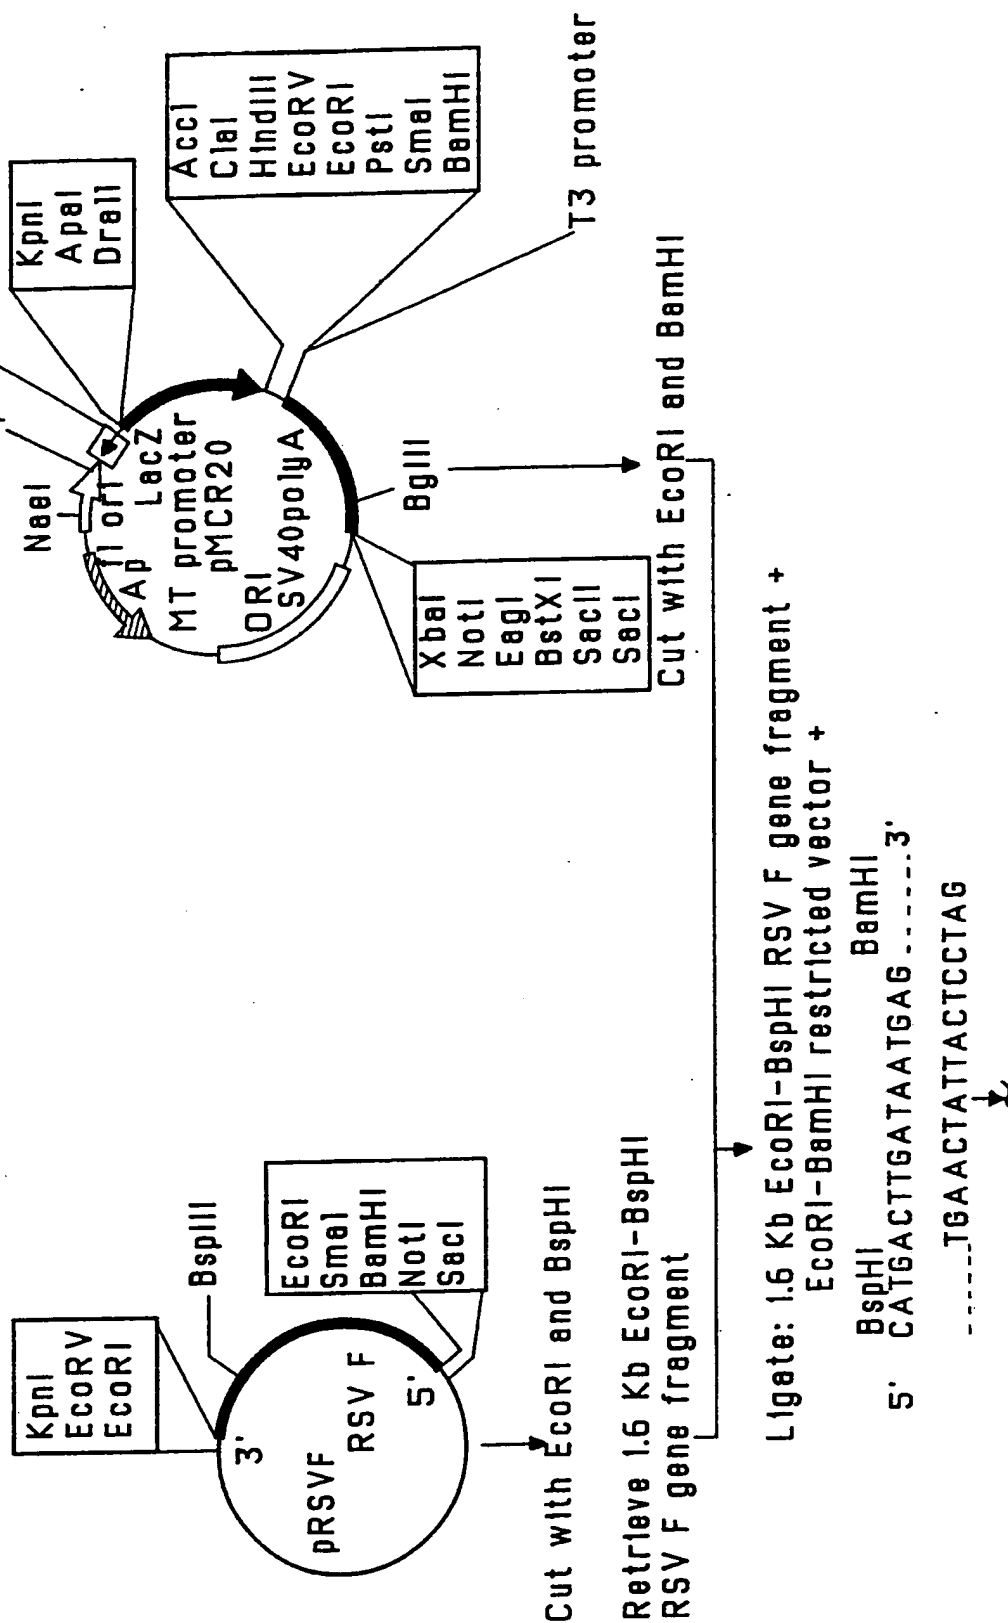 KpnI
EcoRV
EcoRI
3'
BspIII
pRSVF
RSV F
5'
EcoRI
SmaI
BamHI
NotI
SacI
Cut with EcoRI and BspHI
Retrieve 1.6 Kb EcoRI-BspHI
RSV F gene fragment
NaeI
KpnI
ApaI
DraII
f1 ori
Ap
LacZ
MT promoter
pMCR20
ORI
SV40polyA
AccI
ClaI
HindIII
EcoRV
EcoRI
PstI
SmaI
BamHI
T3 promoter
BglII
XbaI
NotI
EagI
BstXI
SacII
SacI
Cut with EcoRI and BamHI
Ligate: 1.6 Kb EcoRI-BspHI RSV F gene fragment +
EcoRI-BamHI restricted vector +
BspHI BamHI
5' CATGACTTGATAATGAG------3'
------TGAACTATTACTCCTAG